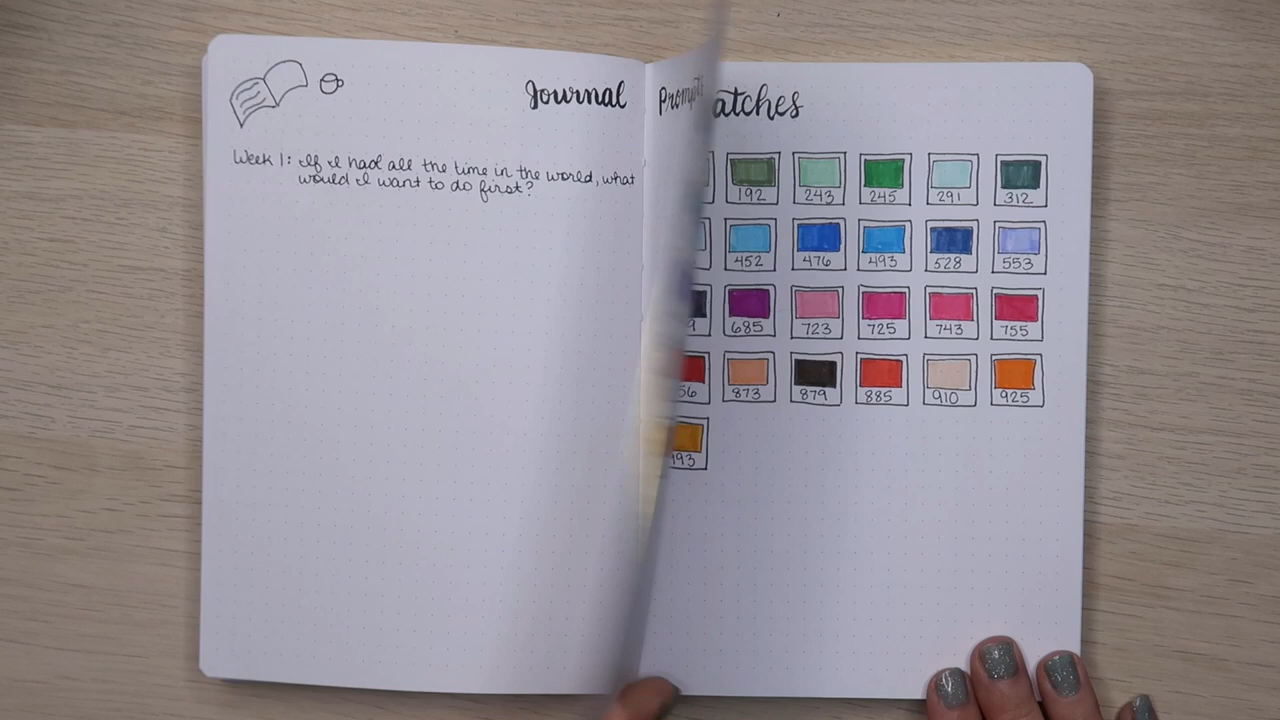 Journal
Week 1: If I had all the time in the world, what
would I want to do first?
atches
192 243 245 291 312
452 476 493 528 553
685 723 725 743 755
873 879 885 910 925